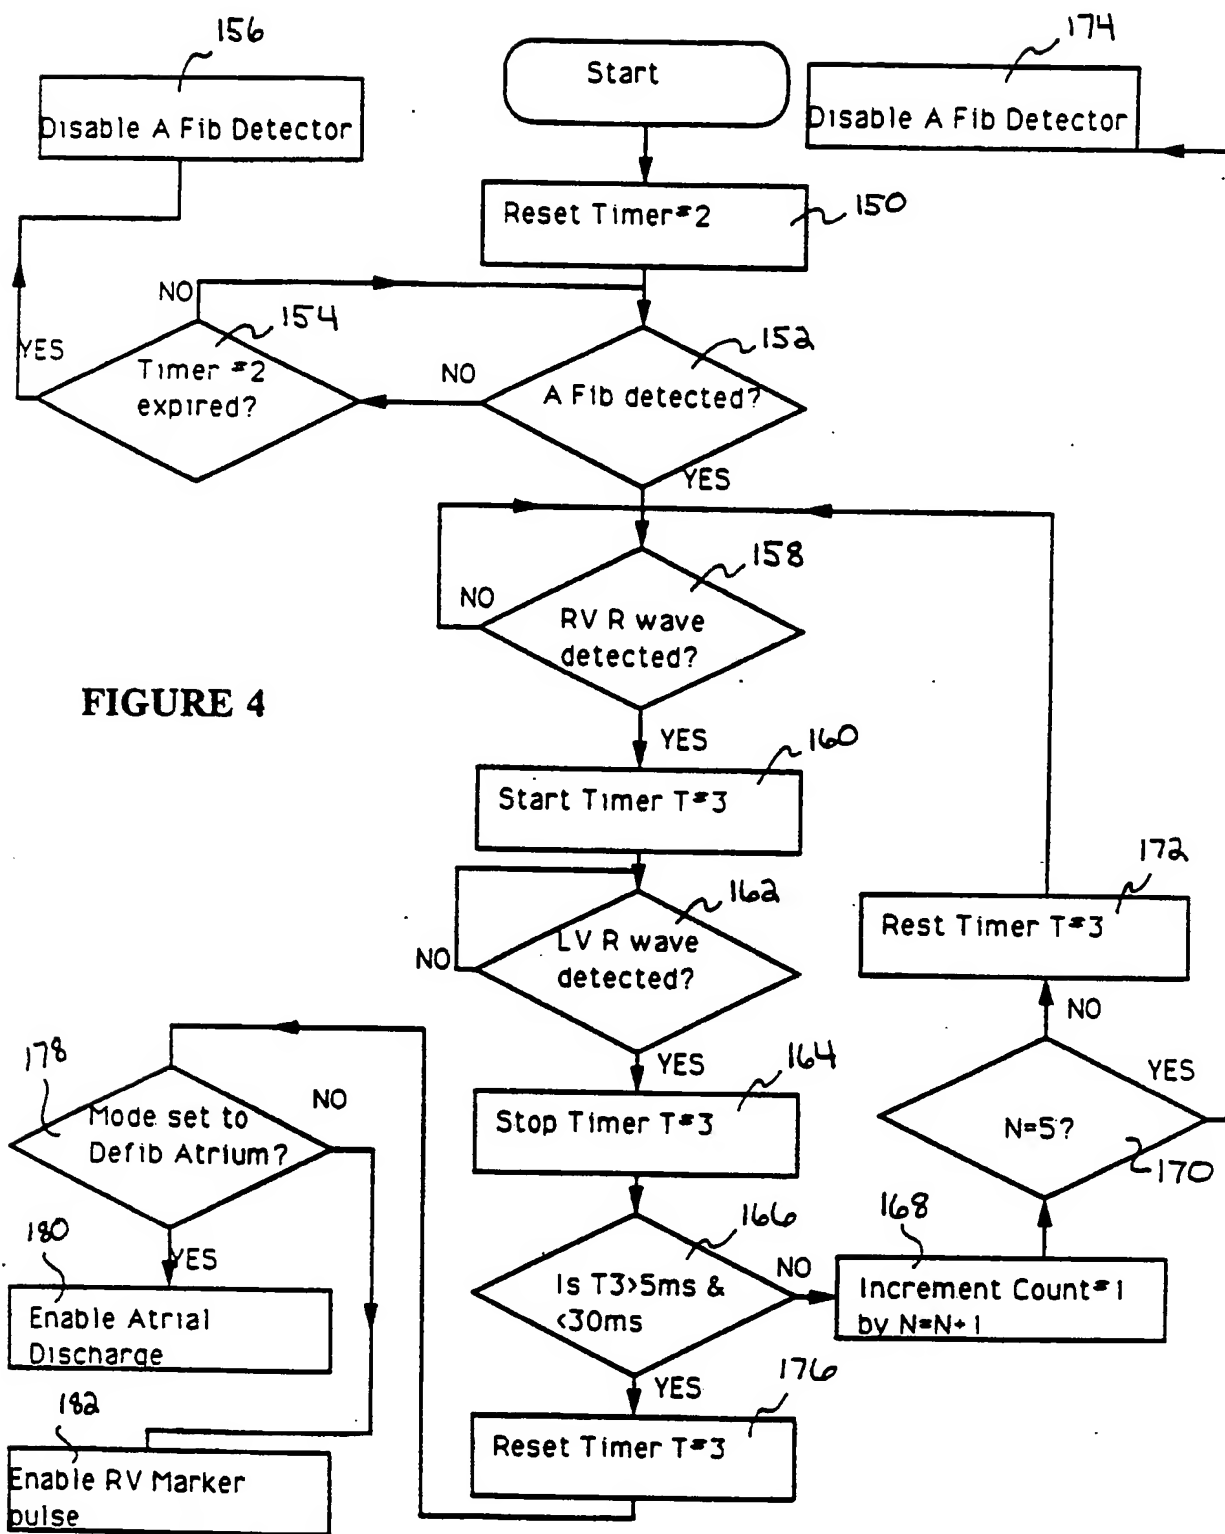 156
174
Start
Disable A Fib Detector
Disable A Fib Detector
150
Reset Timer#2
NO
154
152
YES
Timer #2
expired?
NO
A Fib detected?
YES
158
NO
RV R wave
detected?
FIGURE 4
YES
160
Start Timer T#3
172
162
Rest Timer T#3
LV R wave
detected?
NO
NO
178
YES
164
YES
Mode set to
Defib Atrium?
NO
Stop Timer T#3
N=5?
170
180
166
168
YES
NO
Is T3>5ms &
<30ms
Increment Count#1
by N=N+1
Enable Atrial
Discharge
YES
176
182
Reset Timer T#3
Enable RV Marker
pulse